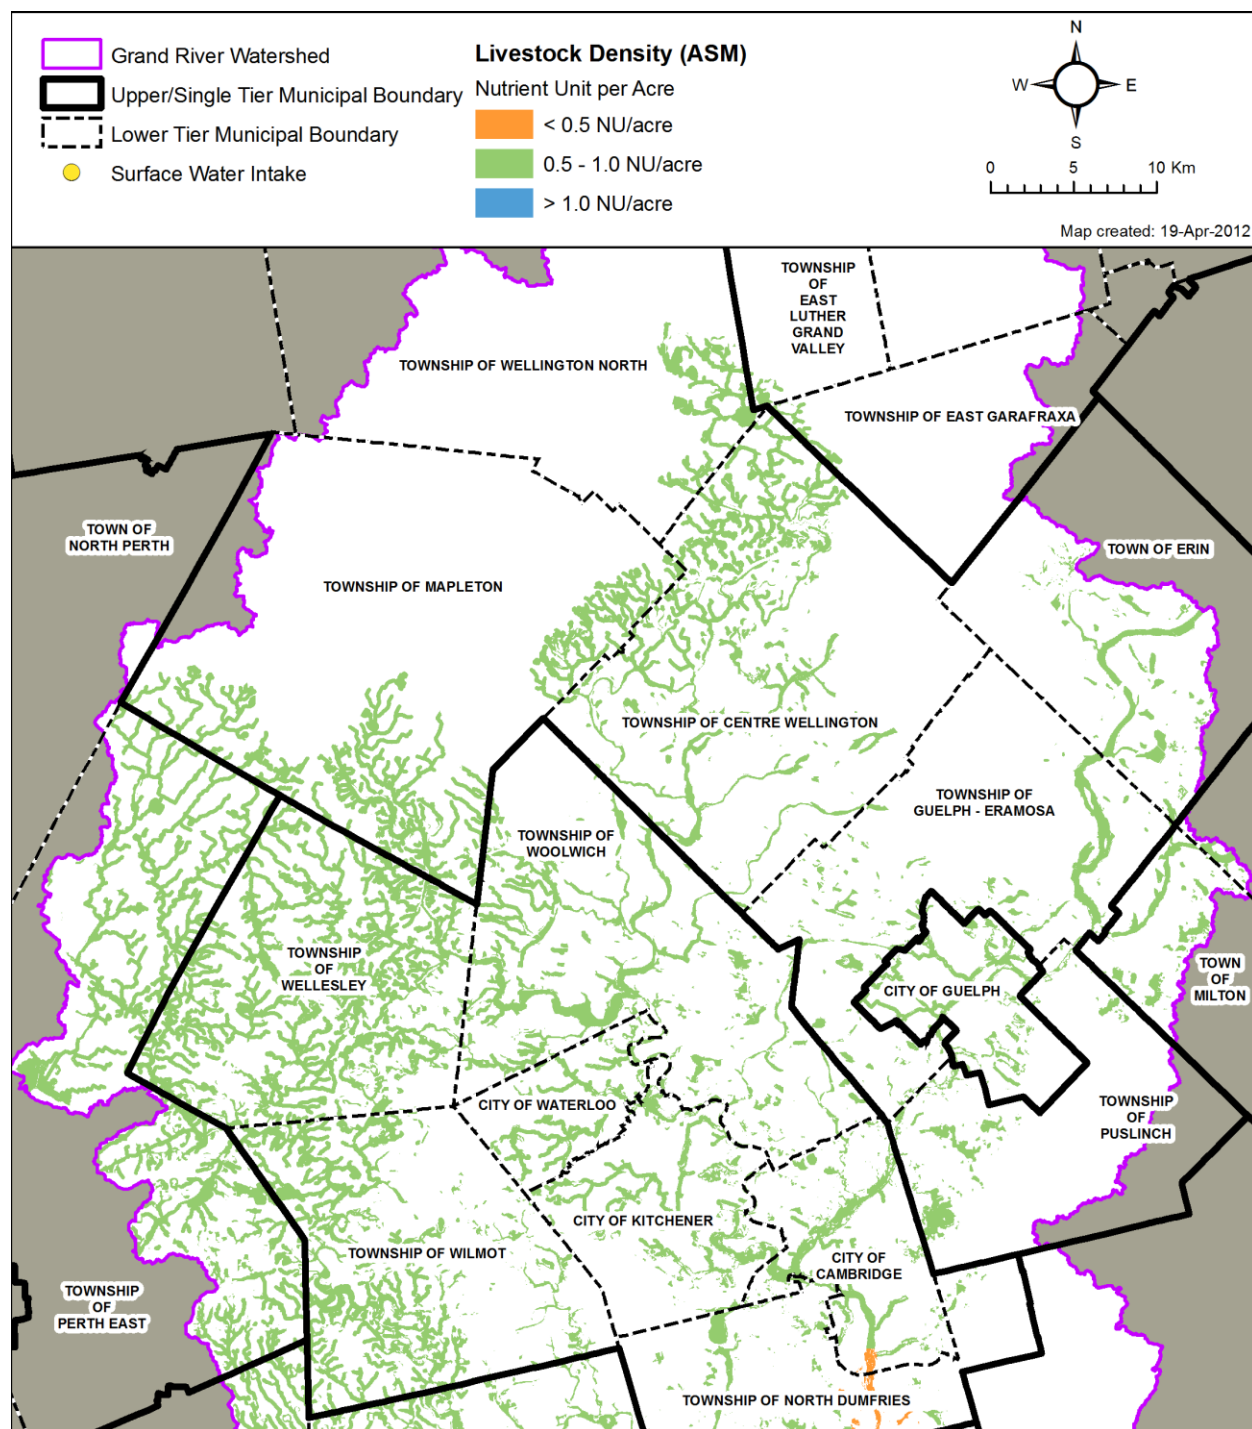 Grand River Watershed
Upper/Single Tier Municipal Boundary
Lower Tier Municipal Boundary
Surface Water Intake
Livestock Density (ASM)
Nutrient Unit per Acre
< 0.5 NU/acre
0.5 - 1.0 NU/acre
> 1.0 NU/acre
N
W E
S
0 5 10 Km
Map created: 19-Apr-2012
TOWNSHIP
OF
EAST
LUTHER
GRAND
VALLEY
TOWNSHIP OF WELLINGTON NORTH
TOWNSHIP OF EAST GARAFRAXA
TOWN OF
NORTH PERTH
TOWN OF ERIN
TOWNSHIP OF MAPLETON
TOWNSHIP OF CENTRE WELLINGTON
TOWNSHIP OF
GUELPH - ERAMOSA
TOWNSHIP OF
WOOLWICH
TOWNSHIP
OF
WELLESLEY
CITY OF GUELPH
TOWN
OF
MILTON
CITY OF WATERLOO
TOWNSHIP
OF
PUSLINCH
CITY OF KITCHENER
TOWNSHIP OF WILMOT
CITY OF
CAMBRIDGE
TOWNSHIP
OF
PERTH EAST
TOWNSHIP OF NORTH DUMFRIES